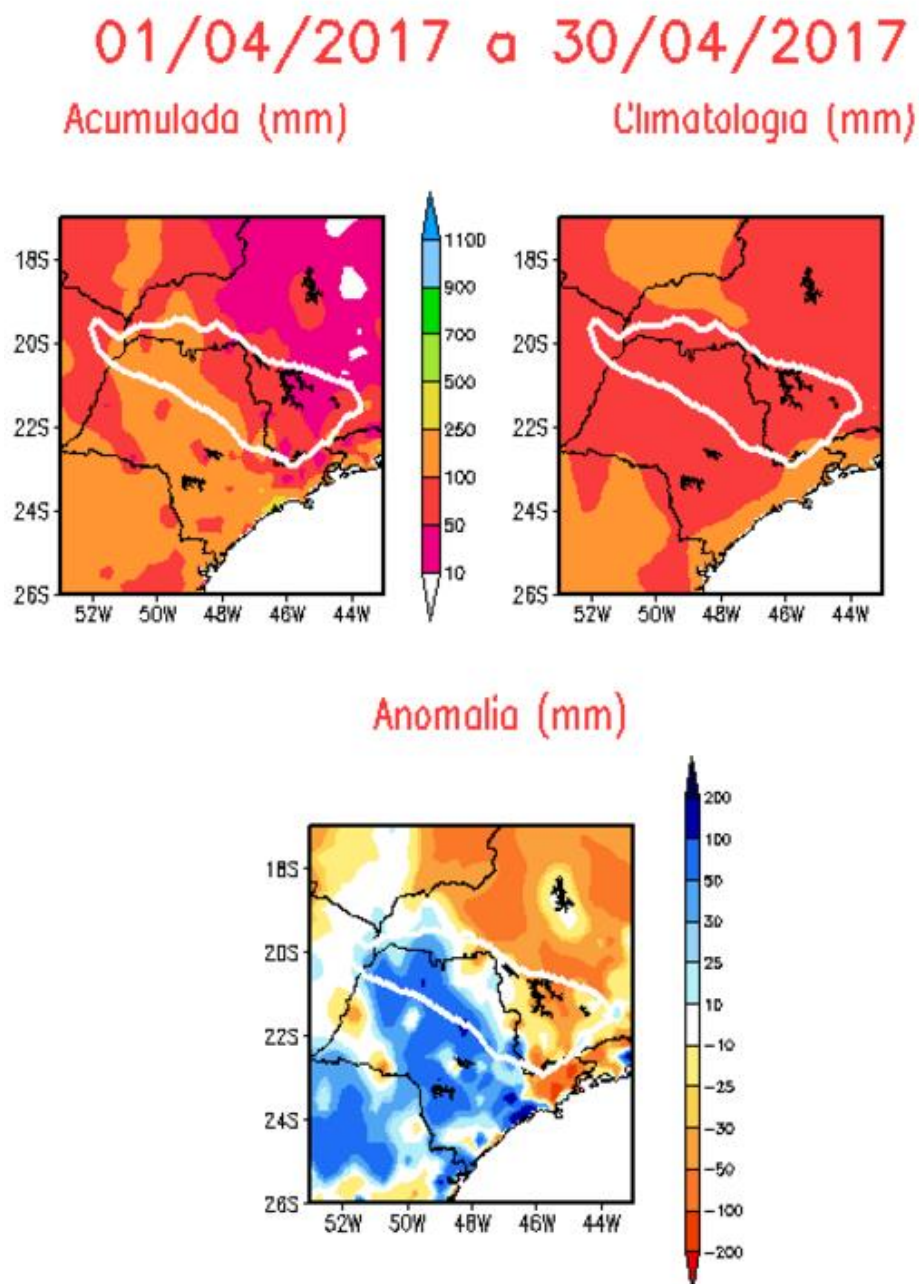 01/04/2017 a 30/04/2017
Acumulada (mm)
Climatologia (mm)
18S
20S
22S
24S
26S
52W 50W 48W 46W 44W
1100
900
700
500
250
100
50
10
18S
20S
22S
24S
26S
52W 50W 48W 46W 44W
Anomalia (mm)
18S
20S
22S
24S
26S
52W 50W 48W 46W 44W
200
100
50
30
25
10
-10
-25
-30
-50
-100
-200